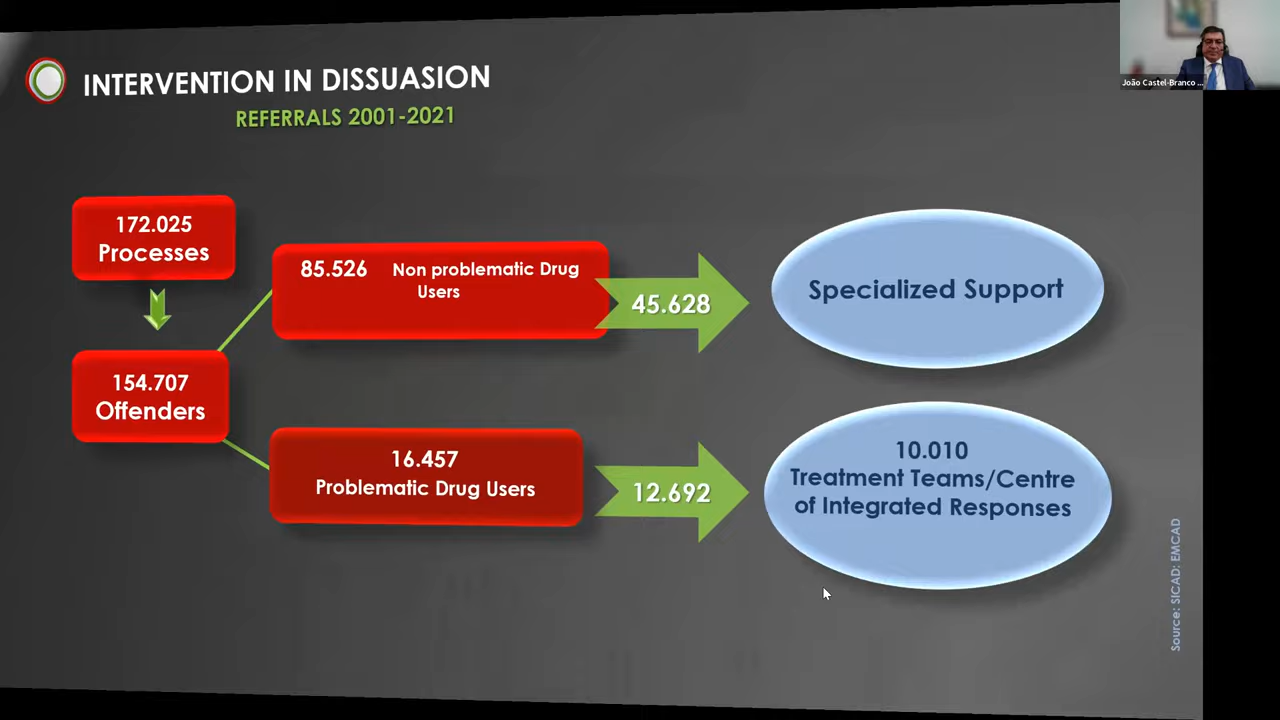 INTERVENTION IN DISSUASION
REFERRALS 2001-2021
172.025
Processes
154.707
Offenders
85.526 Non problematic Drug
Users
45.628
Specialized Support
16.457
Problematic Drug Users
12.692
10.010
Treatment Teams/Centre
of Integrated Responses
Source: SICAD: EMCAD
João Castel-Branco ...